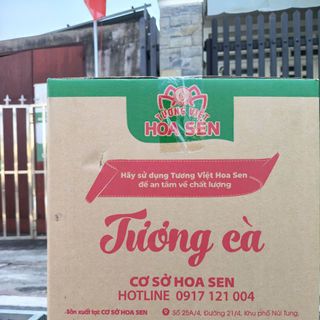 TƯƠNG VIỆT
HOA SEN
Hãy sử dụng Tương Việt Hoa Sen
để an tâm về chất lượng
Tương cà
CƠ SỞ HOA SEN
HOTLINE 0917 121 004
Sản xuất tại: CƠ SỞ HOA SEN
Số 25A/4, Đường 21/4, Khu phố Núi Tung,